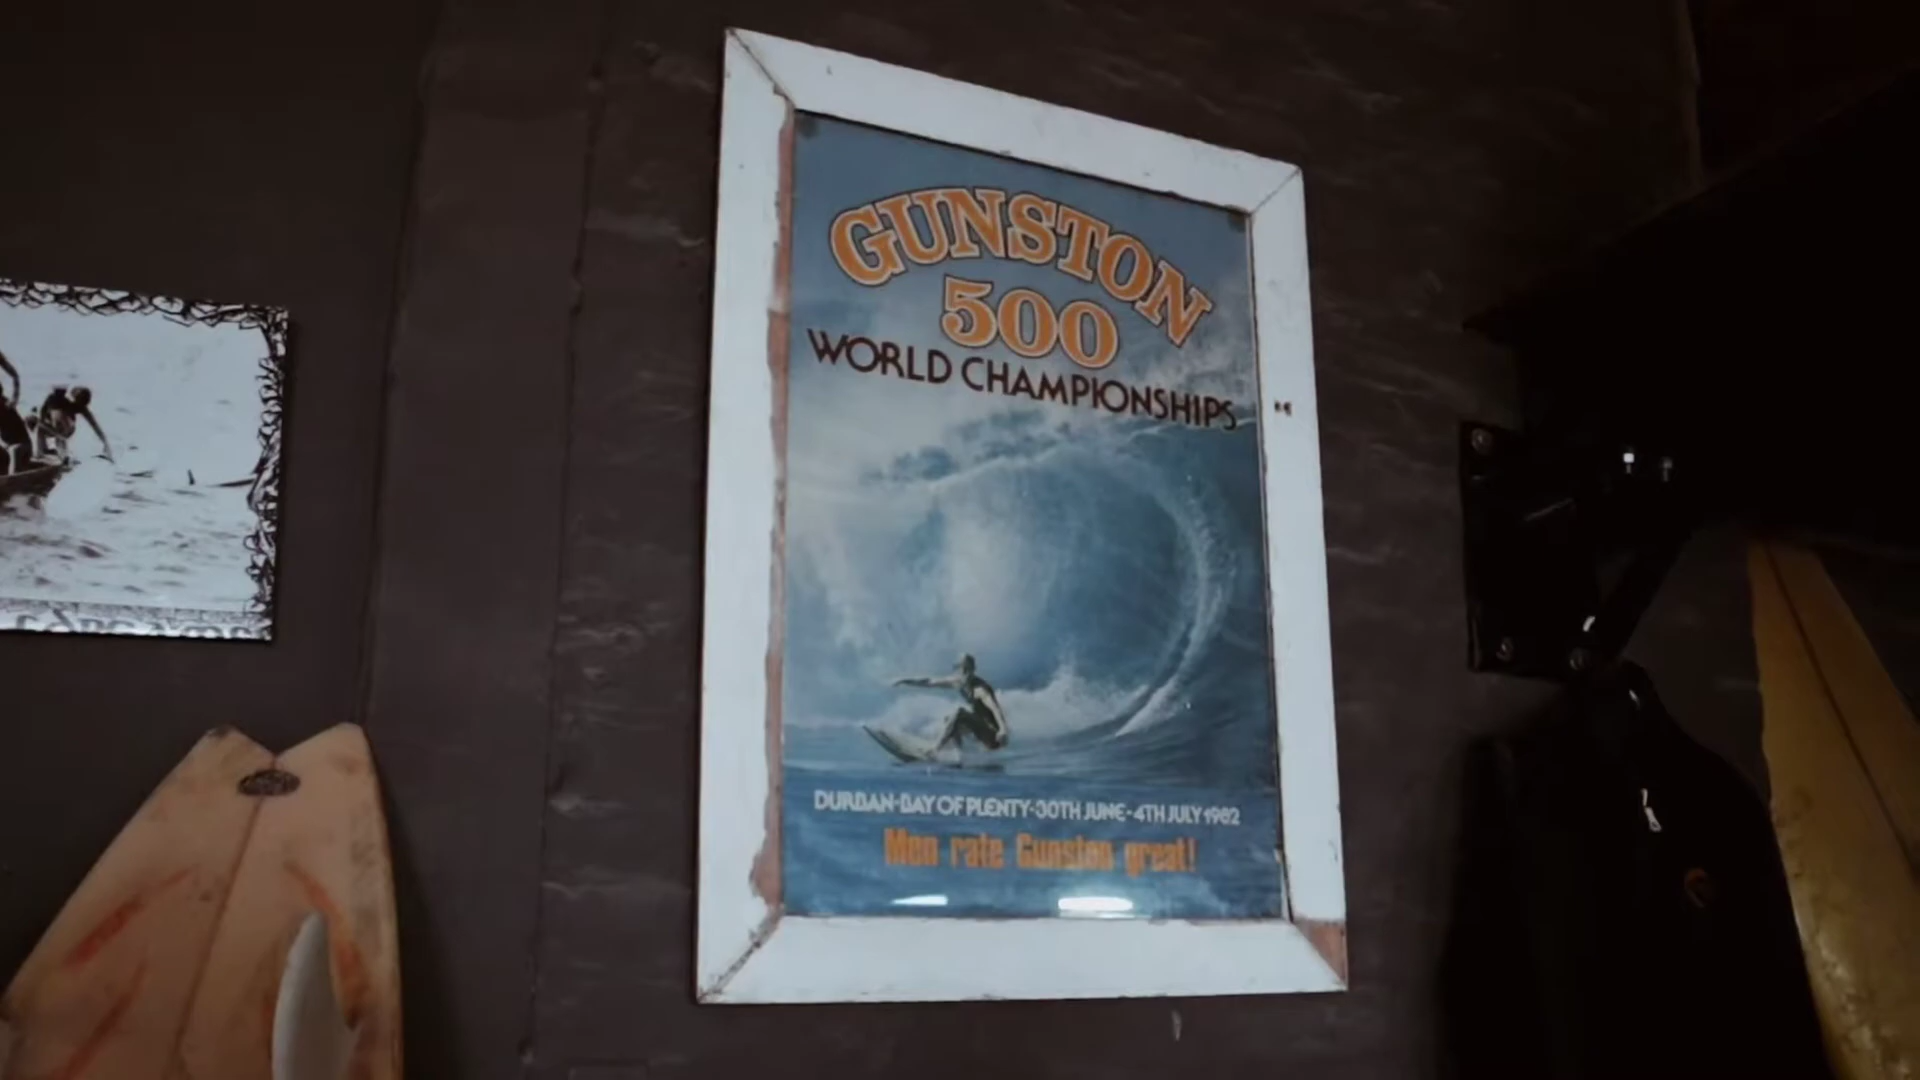 GUNSTON
500
WORLD CHAMPIONSHIPS
DURBAN-BAY OF PLENTY-30TH JUNE-4TH JULY 1982
Men rate Gunston great!